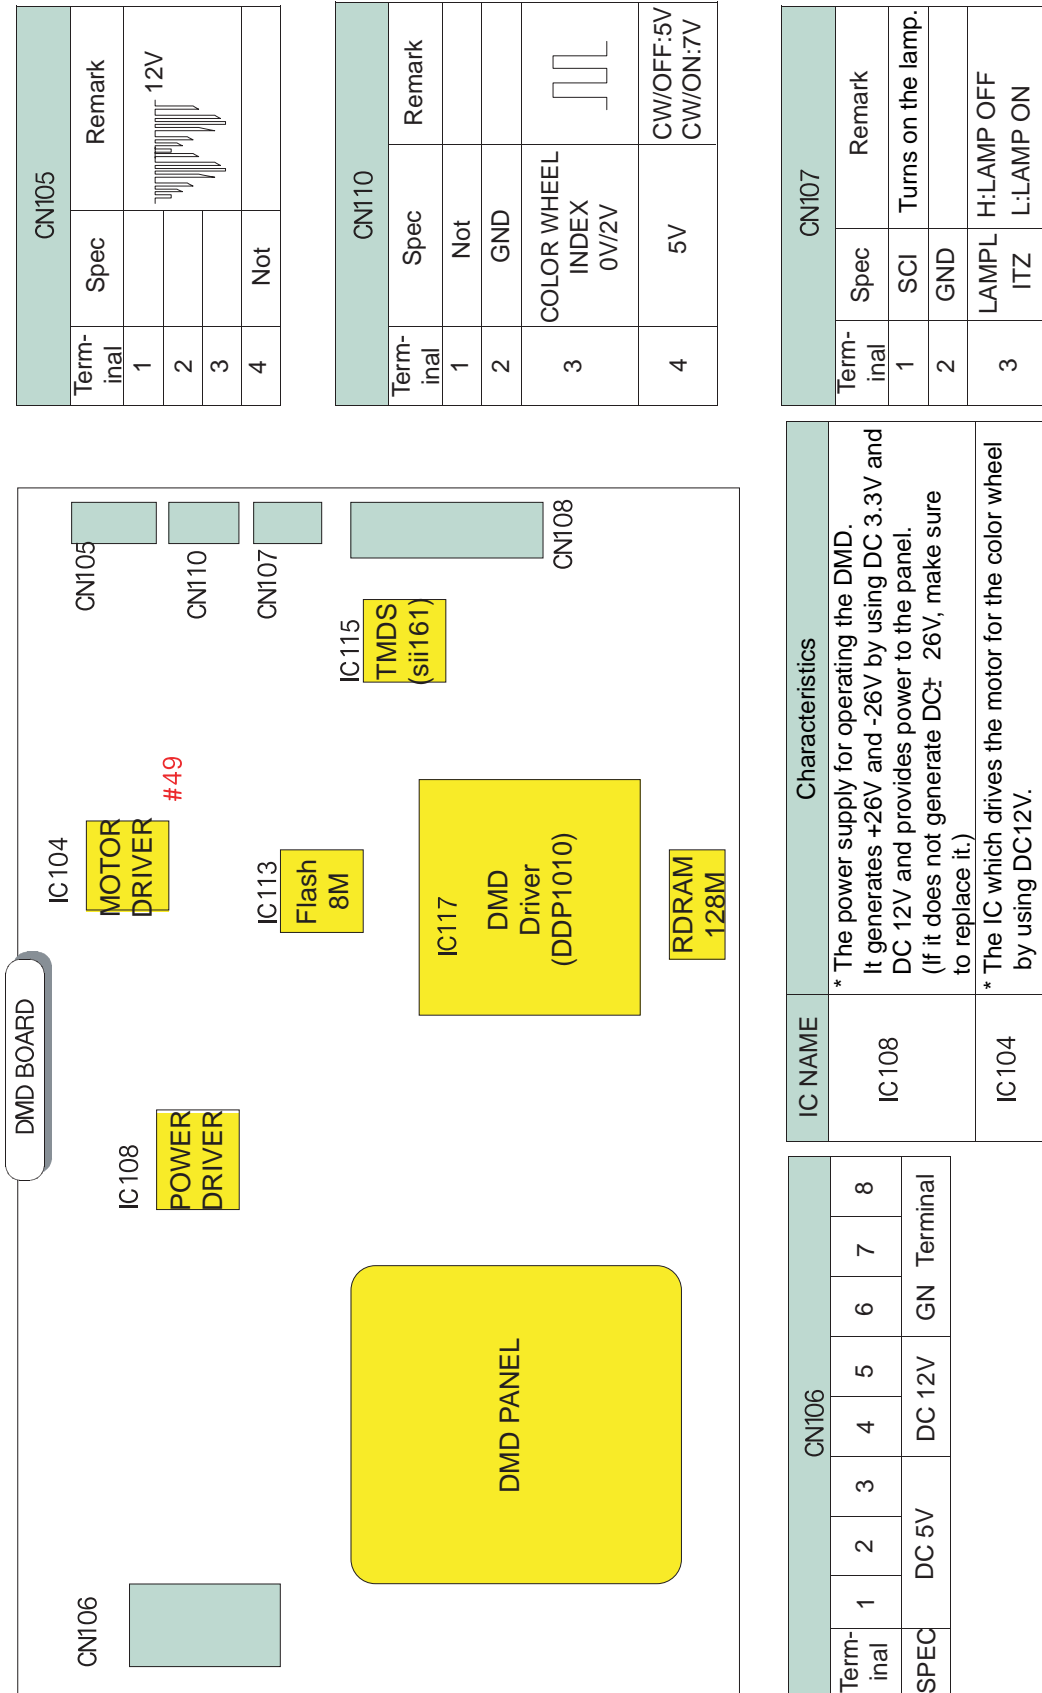 DMD BOARD
CN106
IC108
POWER
DRIVER
IC104
MOTOR
DRIVER
#49
CN105
CN110
CN107
CN108
IC113
Flash
8M
IC115
TMDS
(sii161)
IC117
DMD
Driver
(DDP1010)
RDRAM
128M
DMD PANEL
CN105
Term-
inal
Spec
Remark
1
12V
2
3
4
Not
CN110
Term-
inal
Spec
Remark
1
Not
2
GND
3
COLOR WHEEL
INDEX
0V/2V
4
5V
CW/OFF:5V
CW/ON:7V
CN106
Term-
inal
1
2
3
4
5
6
7
8
SPEC
DC 5V
DC 12V
GN
Terminal
IC NAME
Characteristics
IC108
* The power supply for operating the DMD.
It generates +26V and -26V by using DC 3.3V and
DC 12V and provides power to the panel.
(If it does not generate DC± 26V, make sure
to replace it.)
IC104
* The IC which drives the motor for the color wheel
by using DC12V.
CN107
Term-
inal
Spec
Remark
1
SCI
Turns on the lamp.
2
GND
3
LAMPL
ITZ
H:LAMP OFF
L:LAMP ON